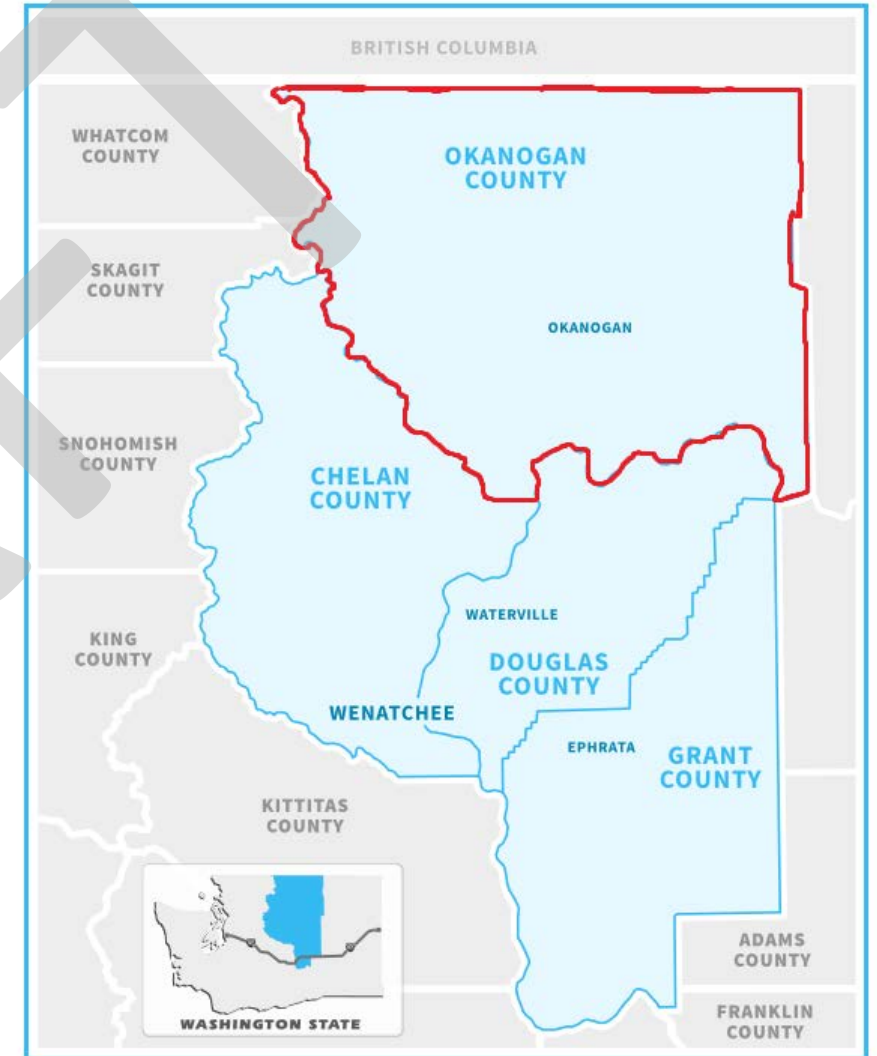 BRITISH COLUMBIA
WHATCOM
COUNTY
OKANOGAN
COUNTY
SKAGIT
COUNTY
OKANOGAN
SNOHOMISH
COUNTY
CHELAN
COUNTY
WATERVILLE
KING
COUNTY
DOUGLAS
COUNTY
WENATCHEE
EPHRATA
GRANT
COUNTY
KITTITAS
COUNTY
ADAMS
COUNTY
WASHINGTON STATE
FRANKLIN
COUNTY